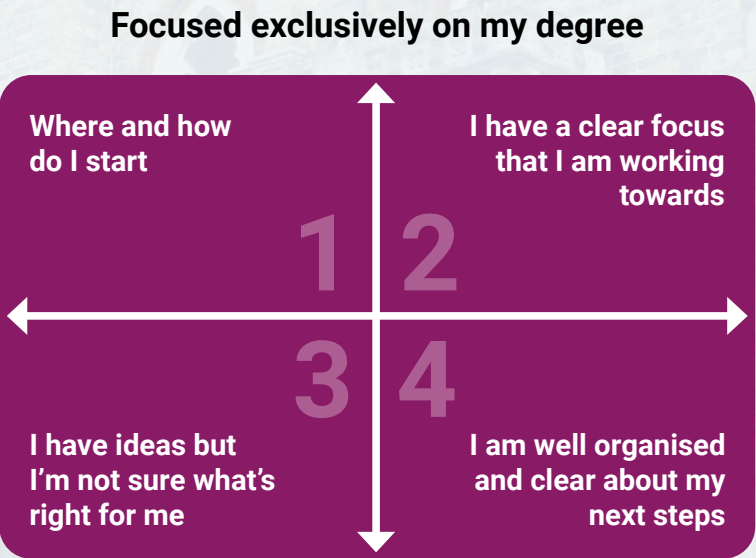 Focused exclusively on my degree
Where and how
do I start
I have a clear focus
that I am working
towards
1
2
3
4
I have ideas but
I'm not sure what's
right for me
I am well organised
and clear about my
next steps